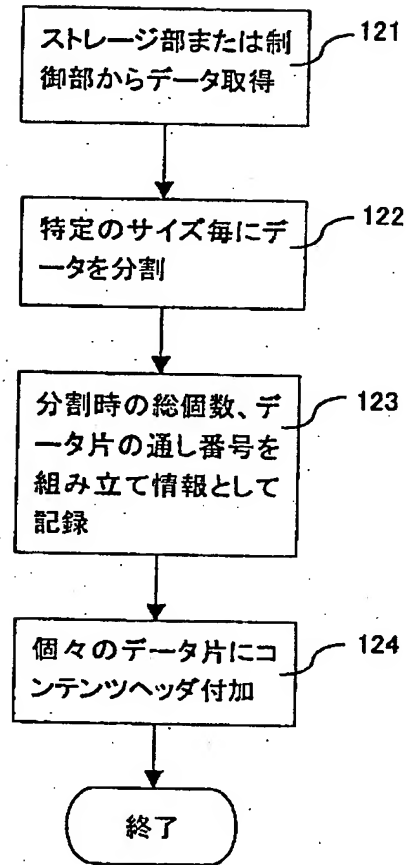 ストレージ部または制
御部からデータ取得
121
特定のサイズ毎にデ
ータを分割
122
分割時の総個数、デ
ータ片の通し番号を
組み立て情報として
記録
123
個々のデータ片にコ
ンテンツヘッダ付加
124
終了